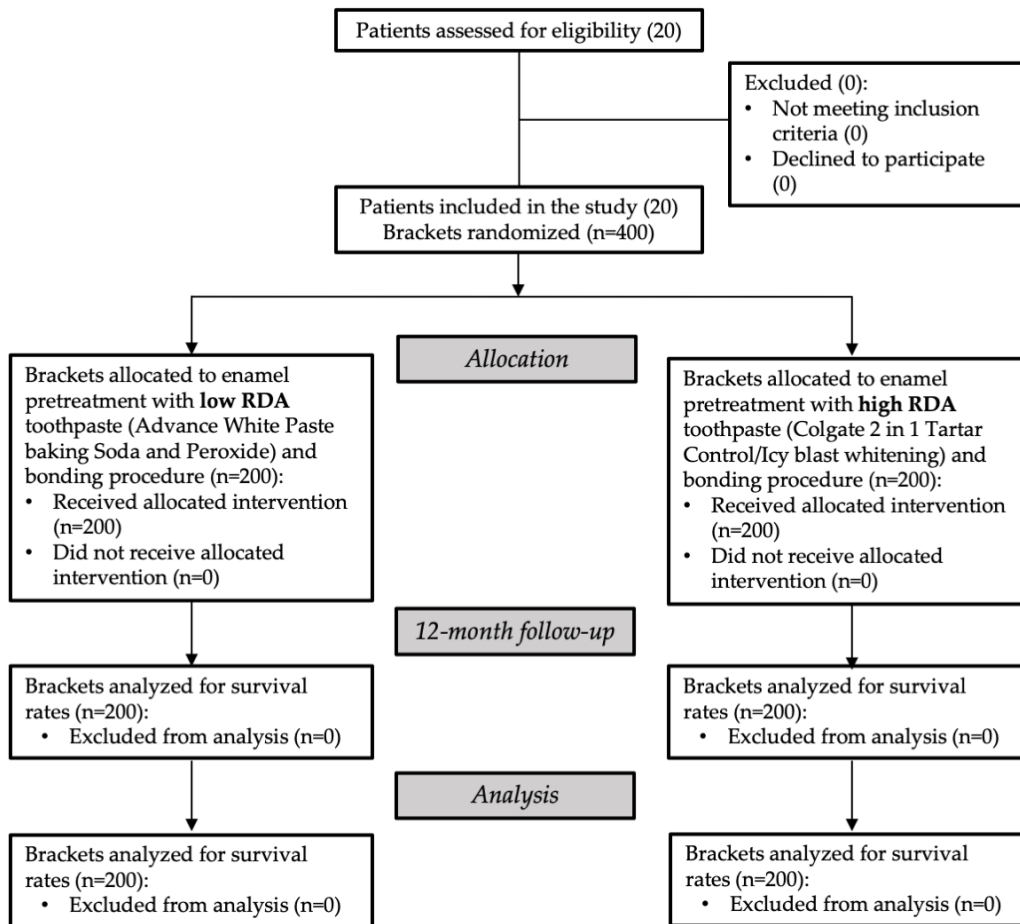 Patients assessed for eligibility (20)
Excluded (0):
• Not meeting inclusion
criteria (0)
• Declined to participate
(0)
Patients included in the study (20)
Brackets randomized (n=400)
Allocation
Brackets allocated to enamel
pretreatment with low RDA
toothpaste (Advance White Paste
baking Soda and Peroxide) and
bonding procedure (n=200):
• Received allocated intervention
(n=200)
• Did not receive allocated
intervention (n=0)
Brackets allocated to enamel
pretreatment with high RDA
toothpaste (Colgate 2 in 1 Tartar
Control/Icy blast whitening) and
bonding procedure (n=200):
• Received allocated intervention
(n=200)
• Did not receive allocated
intervention (n=0)
12-month follow-up
Brackets analyzed for survival
rates (n=200):
• Excluded from analysis (n=0)
Brackets analyzed for survival
rates (n=200):
• Excluded from analysis (n=0)
Analysis
Brackets analyzed for survival
rates (n=200):
• Excluded from analysis (n=0)
Brackets analyzed for survival
rates (n=200):
• Excluded from analysis (n=0)